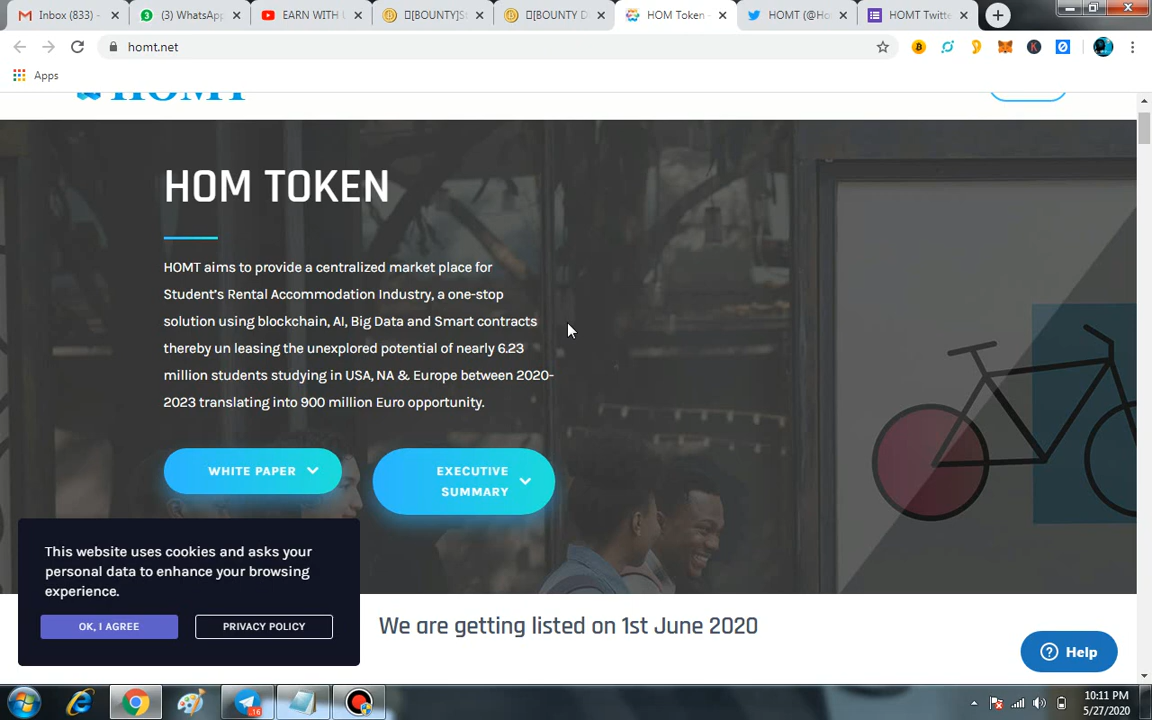 Inbox (833) -
(3) WhatsApp
EARN WITH U
[BOUNTY]St
[BOUNTY D
HOM Token -
HOMT (@Ho
HOMT Twitte
homt.net
Apps
HOMT
HOM TOKEN
HOMT aims to provide a centralized market place for
Student's Rental Accommodation Industry, a one-stop
solution using blockchain, AI, Big Data and Smart contracts
thereby un leasing the unexplored potential of nearly 6.23
million students studying in USA, NA & Europe between 2020-
2023 translating into 900 million Euro opportunity.
WHITE PAPER
EXECUTIVE
SUMMARY
This website uses cookies and asks your
personal data to enhance your browsing
experience.
OK, I AGREE
PRIVACY POLICY
We are getting listed on 1st June 2020
Help
16
10:11 PM
5/27/2020